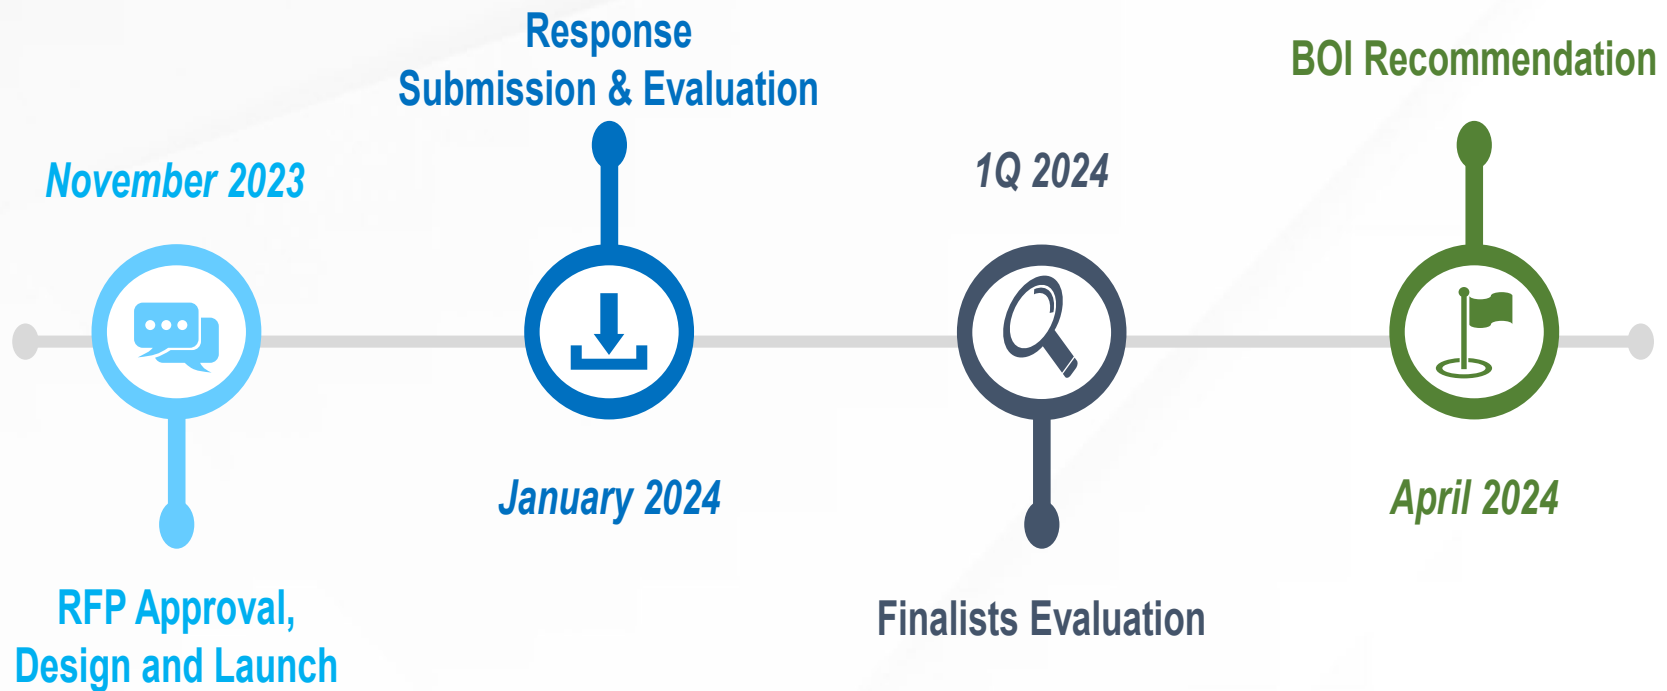 November 2023
RFP Approval,
Design and Launch
Response
Submission & Evaluation
January 2024
1Q 2024
Finalists Evaluation
BOI Recommendation
April 2024